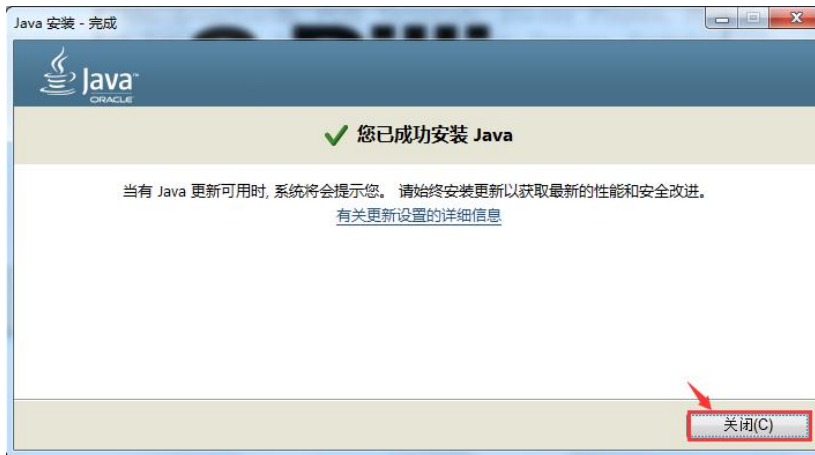 Java 安装 - 完成
Java
ORACLE
您已成功安装 Java
当有 Java 更新可用时, 系统将会提示您。 请始终安装更新以获取最新的性能和安全改进。
有关更新设置的详细信息
关闭(C)